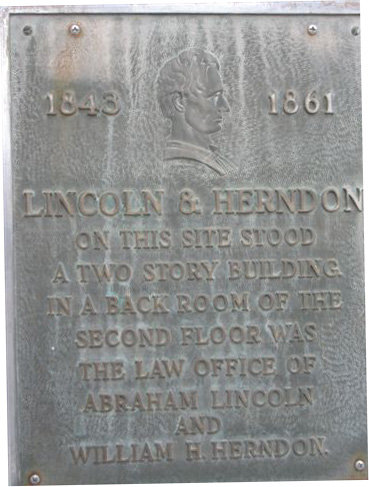 1843 1861
LINCOLN & HERNDON
ON THIS SITE STOOD
A TWO STORY BUILDING.
IN A BACK ROOM OF THE
SECOND FLOOR WAS
THE LAW OFFICE OF
ABRAHAM LINCOLN
AND
WILLIAM H. HERNDON.